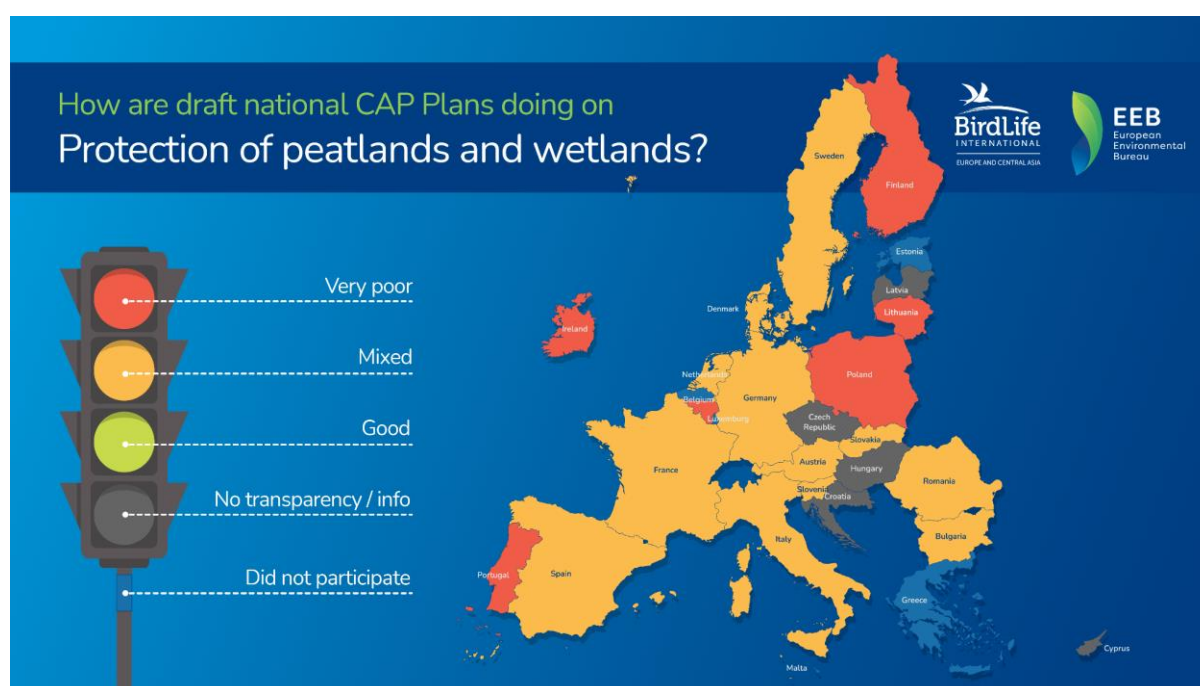 How are draft national CAP Plans doing on
Protection of peatlands and wetlands?
BirdLife
INTERNATIONAL
EUROPE AND CENTRAL ASIA
EEB
European
Environmental
Bureau
Very poor
Mixed
Good
No transparency / info
Did not participate
Sweden
Finland
Estonia
Latvia
Lithuania
Denmark
Ireland
Netherlands
Belgium
Luxemburg
Germany
Poland
Czech
Republic
Slovakia
France
Austria
Hungary
Slovenia
Croatia
Romania
Bulgaria
Italy
Portugal
Spain
Greece
Malta
Cyprus